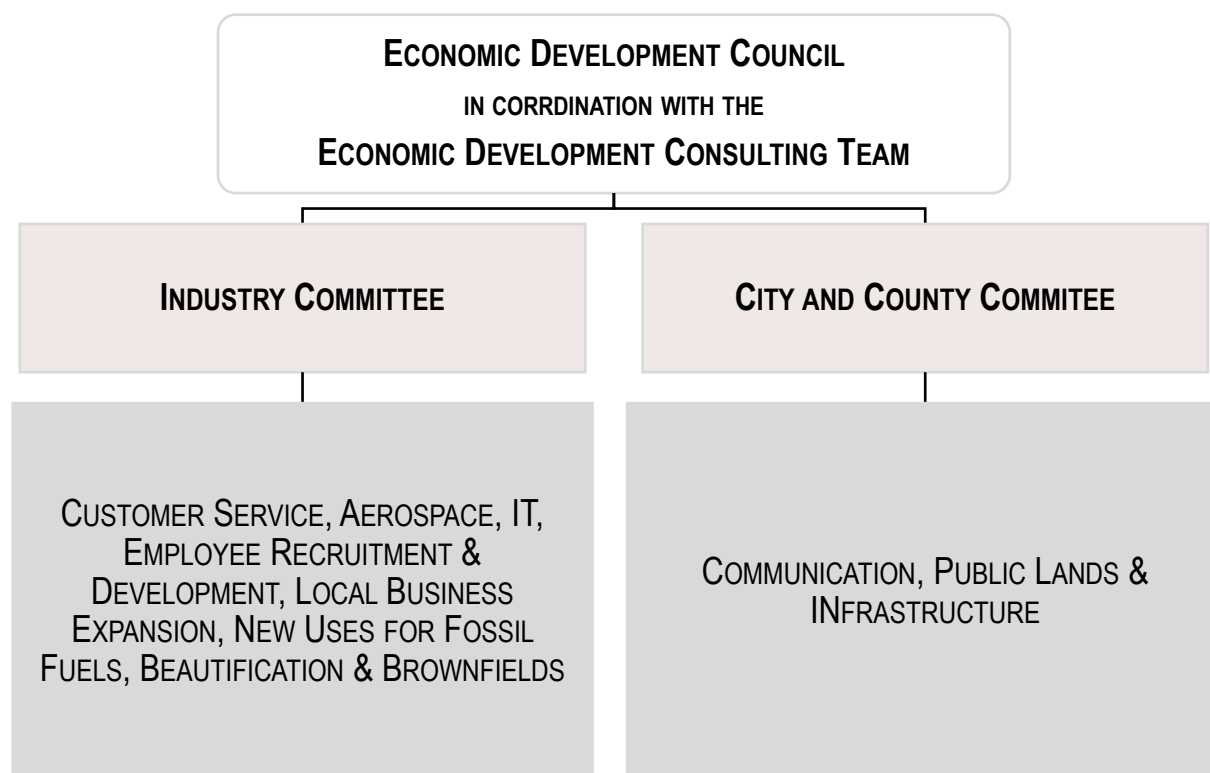 ECONOMIC DEVELOPMENT COUNCIL
IN CORRDINATION WITH THE
ECONOMIC DEVELOPMENT CONSULTING TEAM
INDUSTRY COMMITTEE
CITY AND COUNTY COMMITEE
CUSTOMER SERVICE, AEROSPACE, IT,
EMPLOYEE RECRUITMENT &
DEVELOPMENT, LOCAL BUSINESS
EXPANSION, NEW USES FOR FOSSIL
FUELS, BEAUTIFICATION & BROWNFIELDS
COMMUNICATION, PUBLIC LANDS &
INFRASTRUCTURE